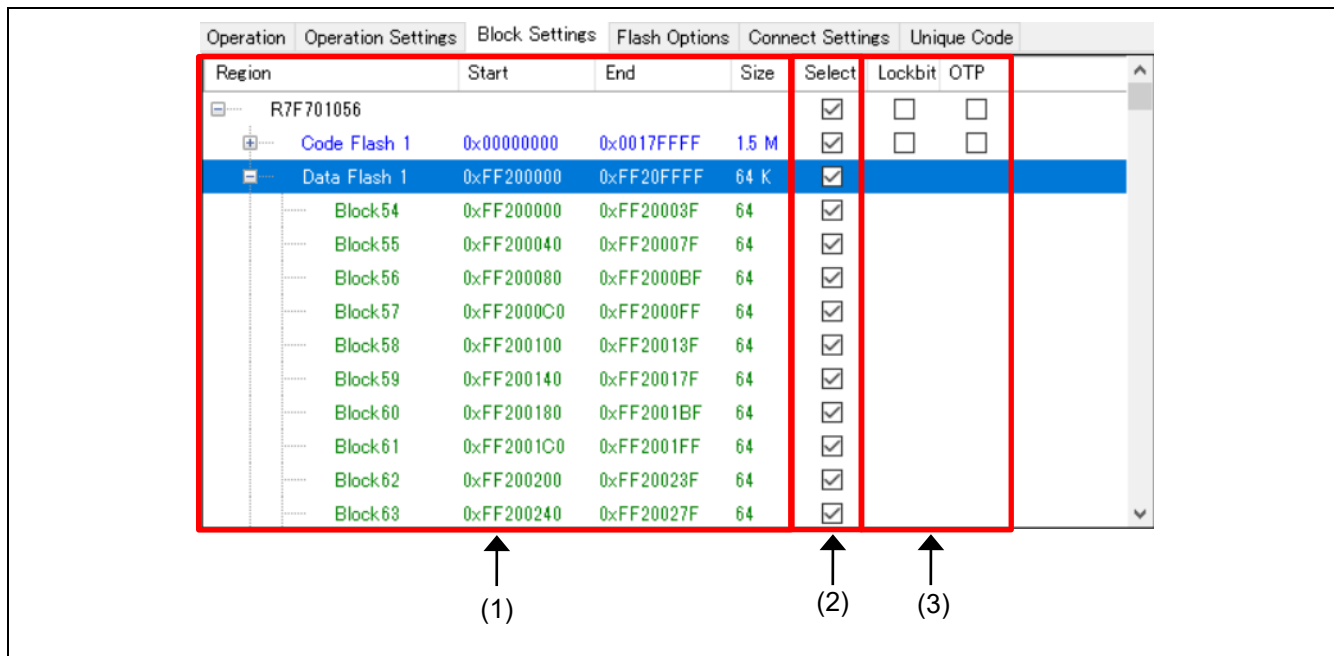 Operation Operation Settings Block Settings Flash Options Connect Settings Unique Code
Region Start End Size Select Lockbit OTP
R7F701056
Code Flash 1 0x00000000 0x0017FFFF 1.5 M
Data Flash 1 0xFF200000 0xFF20FFFF 64 K
Block54 0xFF200000 0xFF20003F 64
Block55 0xFF200040 0xFF20007F 64
Block56 0xFF200080 0xFF2000BF 64
Block57 0xFF2000C0 0xFF2000FF 64
Block58 0xFF200100 0xFF20013F 64
Block59 0xFF200140 0xFF20017F 64
Block60 0xFF200180 0xFF2001BF 64
Block61 0xFF2001C0 0xFF2001FF 64
Block62 0xFF200200 0xFF20023F 64
Block63 0xFF200240 0xFF20027F 64
(1) (2) (3)